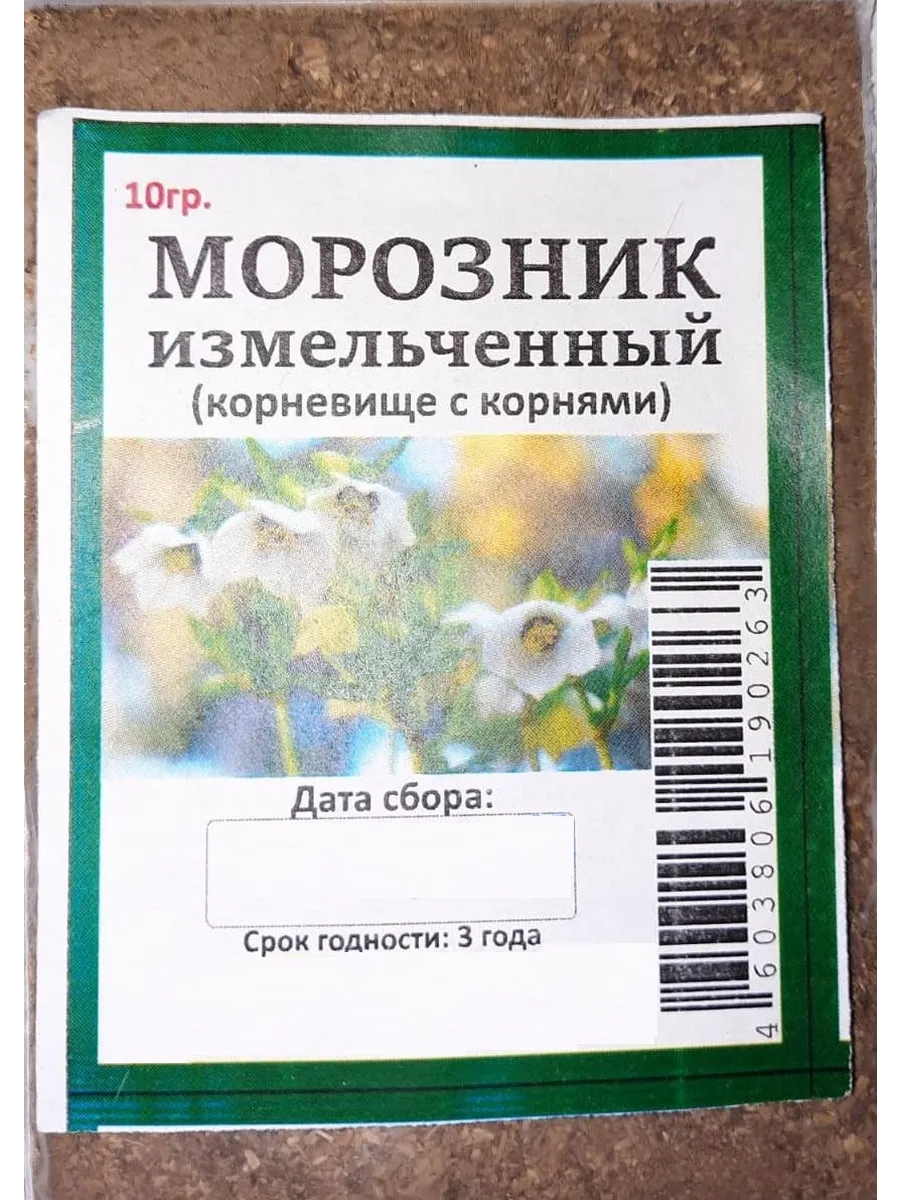 10гр.
МОРОЗНИК
измельченный
(корневище с корнями)
Дата сбора:
Срок годности: 3 года
4603806190263